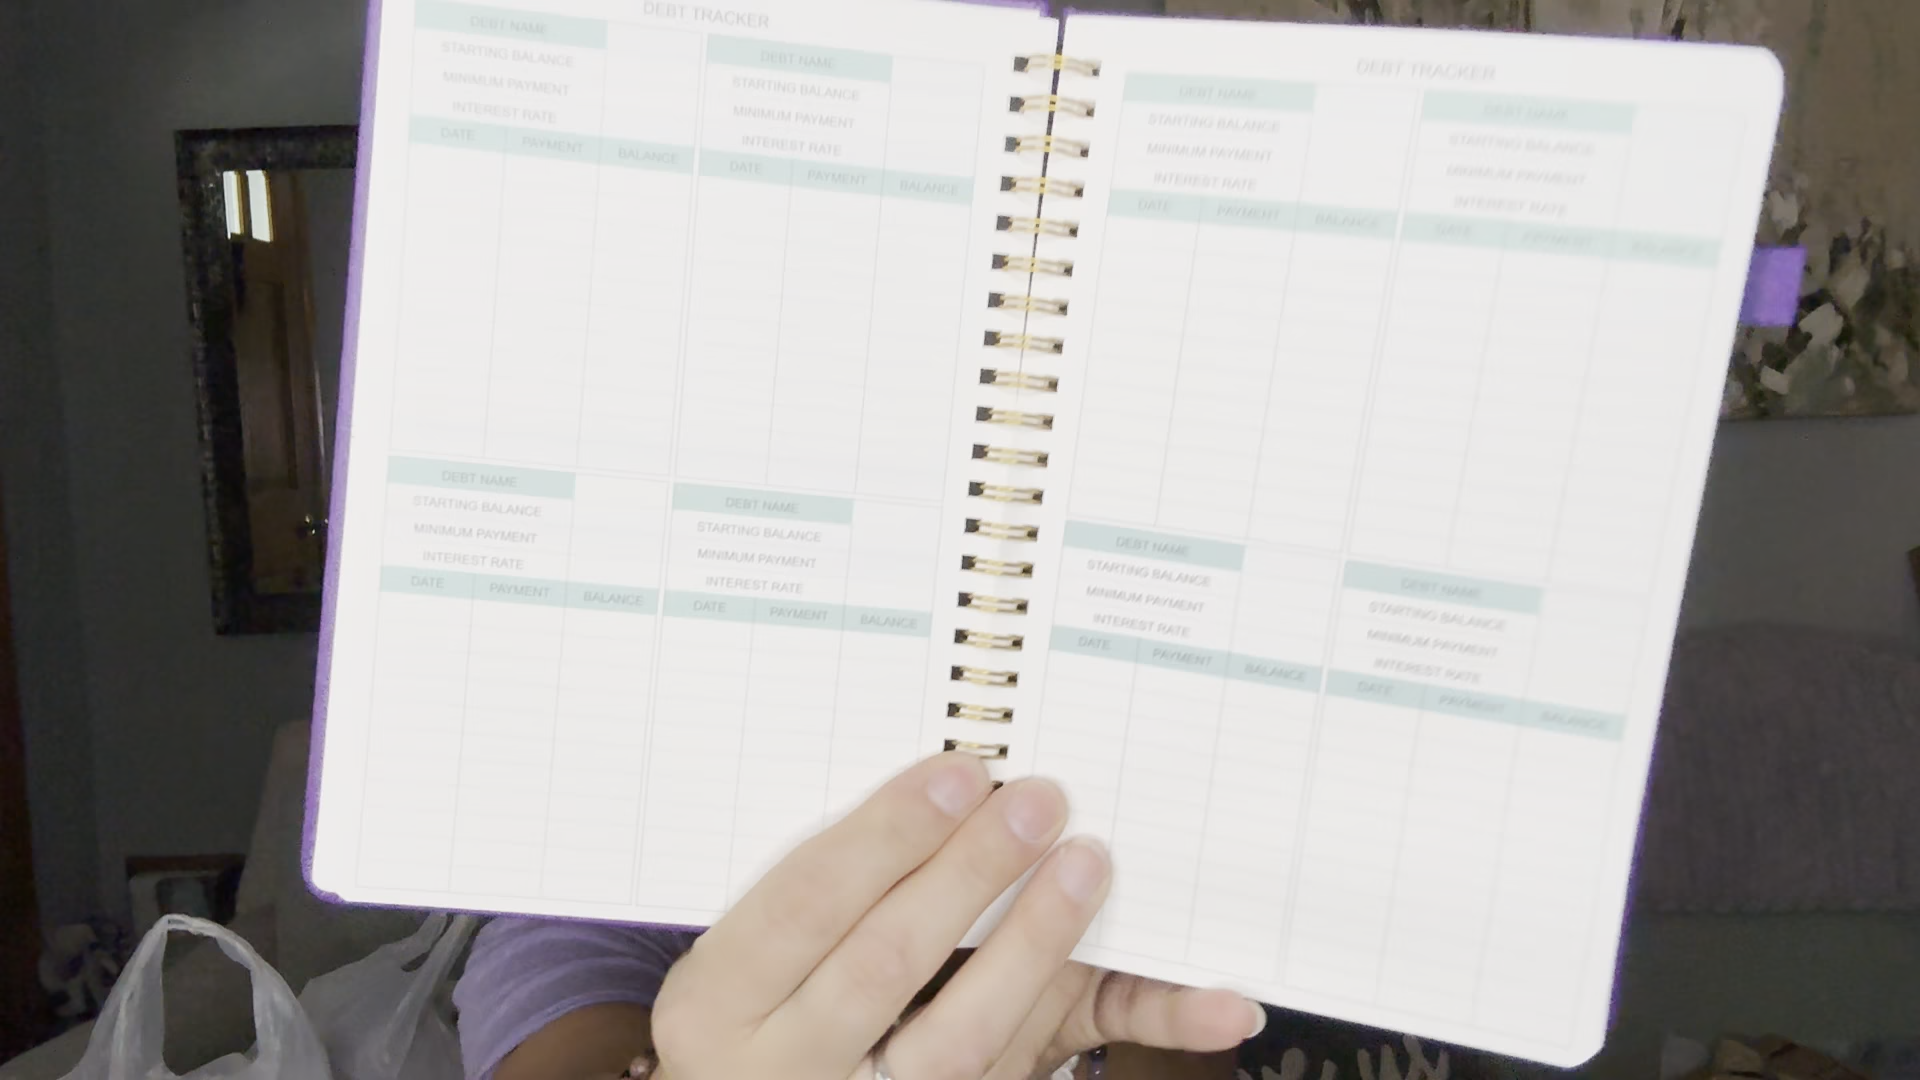 DEBT TRACKER
DEBT NAME
STARTING BALANCE
MINIMUM PAYMENT
INTEREST RATE
DATE PAYMENT BALANCE
DEBT NAME
STARTING BALANCE
MINIMUM PAYMENT
INTEREST RATE
DATE PAYMENT BALANCE
DEBT NAME
STARTING BALANCE
MINIMUM PAYMENT
INTEREST RATE
DATE PAYMENT BALANCE
DEBT NAME
STARTING BALANCE
MINIMUM PAYMENT
INTEREST RATE
DATE PAYMENT BALANCE
DEBT TRACKER
DEBT NAME
STARTING BALANCE
MINIMUM PAYMENT
INTEREST RATE
DATE PAYMENT BALANCE
DEBT NAME
STARTING BALANCE
MINIMUM PAYMENT
INTEREST RATE
DATE PAYMENT BALANCE
DEBT NAME
STARTING BALANCE
MINIMUM PAYMENT
INTEREST RATE
DATE PAYMENT BALANCE
DEBT NAME
STARTING BALANCE
MINIMUM PAYMENT
INTEREST RATE
DATE PAYMENT BALANCE